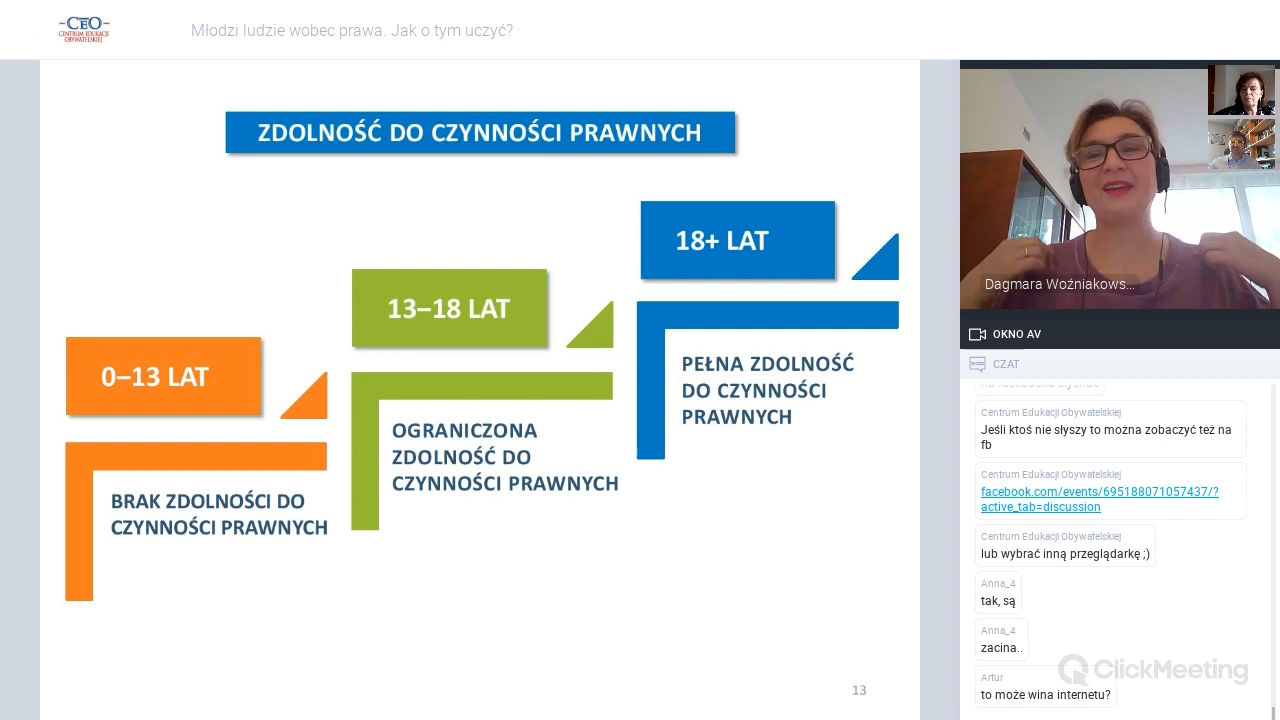 CEO
CENTRUM EDUKACJI
OBYWATELSKIEJ
Młodzi ludzie wobec prawa. Jak o tym uczyć?
ZDOLNOŚĆ DO CZYNNOŚCI PRAWNYCH
0–13 LAT
BRAK ZDOLNOŚCI DO
CZYNNOŚCI PRAWNYCH
13–18 LAT
OGRANICZONA
ZDOLNOŚĆ DO
CZYNNOŚCI PRAWNYCH
18+ LAT
PEŁNA ZDOLNOŚĆ
DO CZYNNOŚCI
PRAWNYCH
13
Dagmara Woźniakows...
OKNO AV
CZAT
Centrum Edukacji Obywatelskiej
Jeśli ktoś nie słyszy to można zobaczyć też na
fb
Centrum Edukacji Obywatelskiej
facebook.com/events/695188071057437/?
active_tab=discussion
Centrum Edukacji Obywatelskiej
lub wybrać inną przeglądarkę ;)
Anna_4
tak, są
Anna_4
zacina..
Artur
to może wina internetu?
ClickMeeting